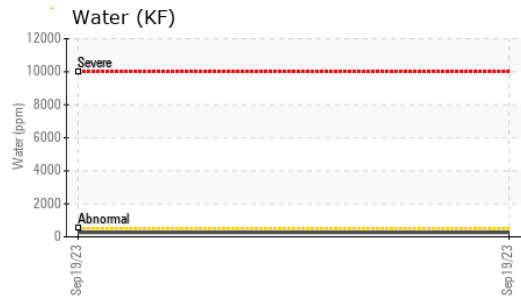 Water (KF)
12000
Severe
10000
8000
Water (ppm)
6000
4000
2000
Abnormal
0
Sep19/23
Sep19/23